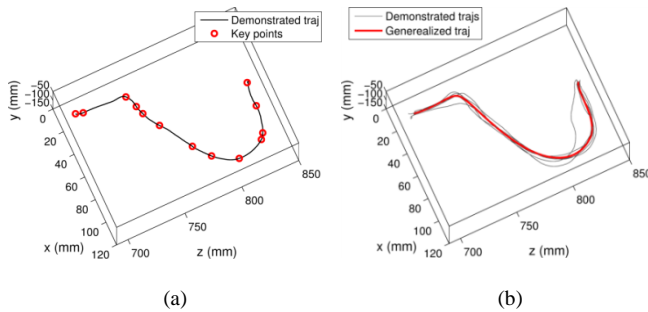 (a)
Demonstrated traj
Key points
y (mm)
−50
−100
−150
0
20
40
60
80
100
120
x (mm)
700
750
800
850
z (mm)
(a)
(b)
Demonstrated trajs
Generealized traj
y (mm)
−50
−100
−150
0
20
40
60
80
100
120
x (mm)
700
750
800
850
z (mm)
(b)